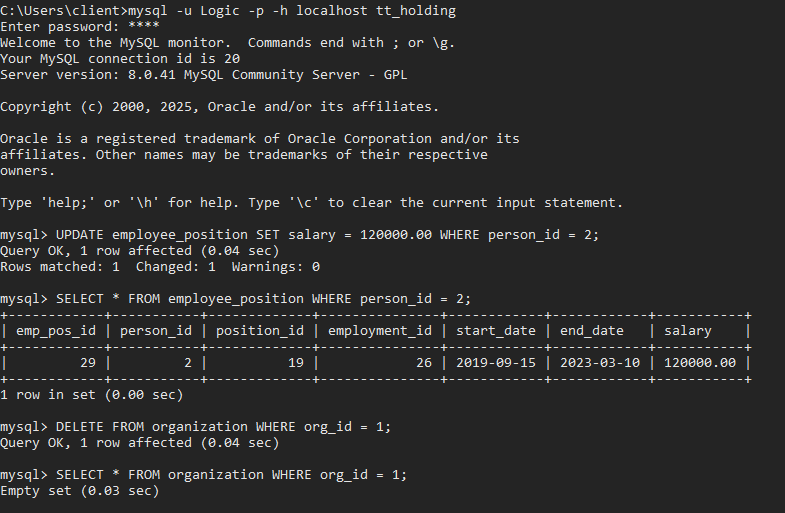 C:\Users\client>mysql -u Logic -p -h localhost tt_holding
Enter password: ****
Welcome to the MySQL monitor.  Commands end with ; or \g.
Your MySQL connection id is 20
Server version: 8.0.41 MySQL Community Server - GPL

Copyright (c) 2000, 2025, Oracle and/or its affiliates.

Oracle is a registered trademark of Oracle Corporation and/or its
affiliates. Other names may be trademarks of their respective
owners.

Type 'help;' or '\h' for help. Type '\c' to clear the current input statement.

mysql> UPDATE employee_position SET salary = 120000.00 WHERE person_id = 2;
Query OK, 1 row affected (0.04 sec)
Rows matched: 1  Changed: 1  Warnings: 0

mysql> SELECT * FROM employee_position WHERE person_id = 2;
+------------+-----------+-------------+---------------+------------+------------+-----------+
| emp_pos_id | person_id | position_id | employment_id | start_date | end_date   | salary    |
+------------+-----------+-------------+---------------+------------+------------+-----------+
|         29 |         2 |          19 |            26 | 2019-09-15 | 2023-03-10 | 120000.00 |
+------------+-----------+-------------+---------------+------------+------------+-----------+
1 row in set (0.00 sec)

mysql> DELETE FROM organization WHERE org_id = 1;
Query OK, 1 row affected (0.04 sec)

mysql> SELECT * FROM organization WHERE org_id = 1;
Empty set (0.03 sec)